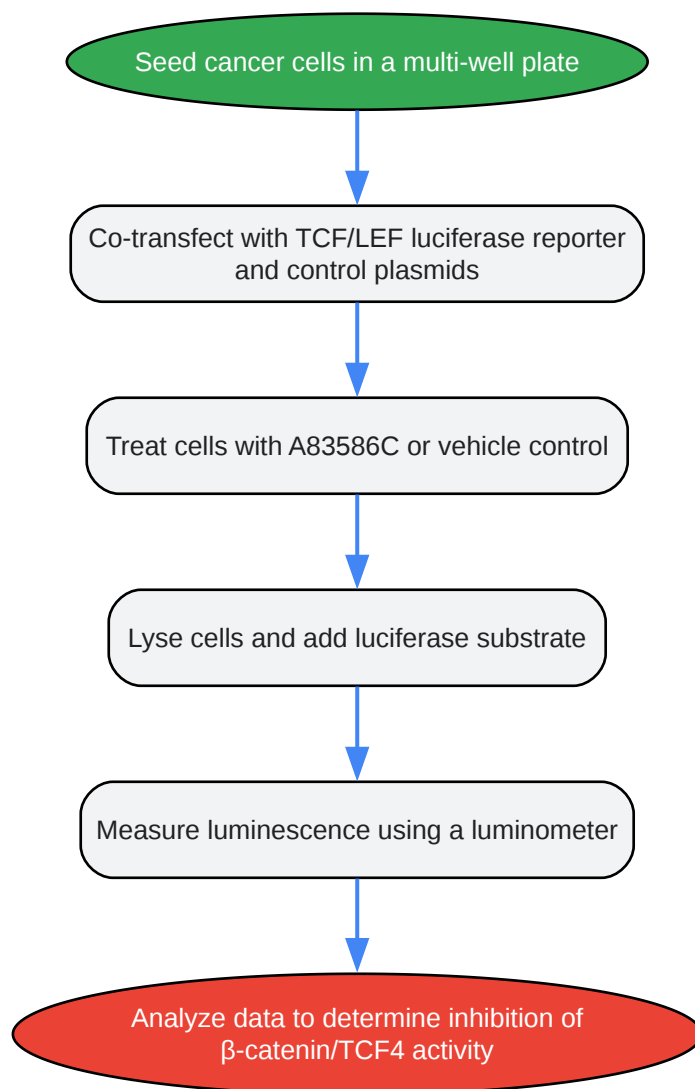 Seed cancer cells in a multi-well plate
Co-transfect with TCF/LEF luciferase reporter
and control plasmids
Treat cells with A83586C or vehicle control
Lyse cells and add luciferase substrate
Measure luminescence using a luminometer
Analyze data to determine inhibition of
β-catenin/TCF4 activity